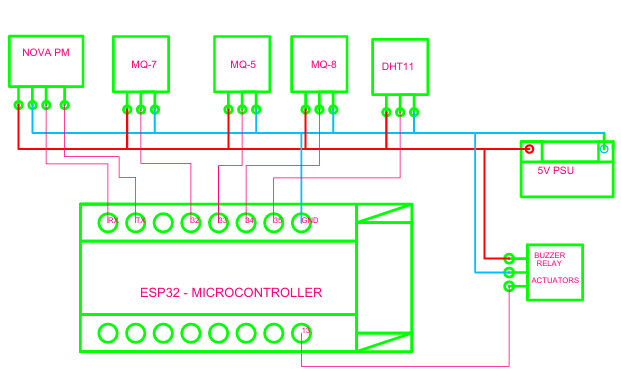 NOVA PM
MQ-7
MQ-5
MQ-8
DHT11
5V PSU
RX
TX
32
33
34
35
GND
BUZZER
RELAY
ACTUATORS
ESP32 - MICROCONTROLLER
13